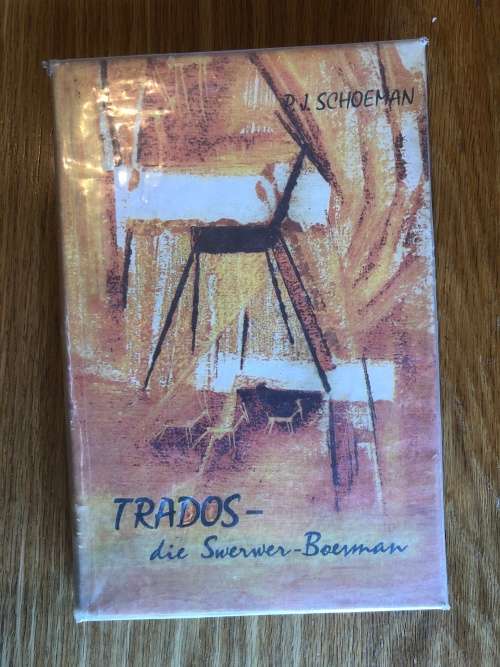 P.J. SCHOEMAN
TRADOS-
die Swerwer-Boesman